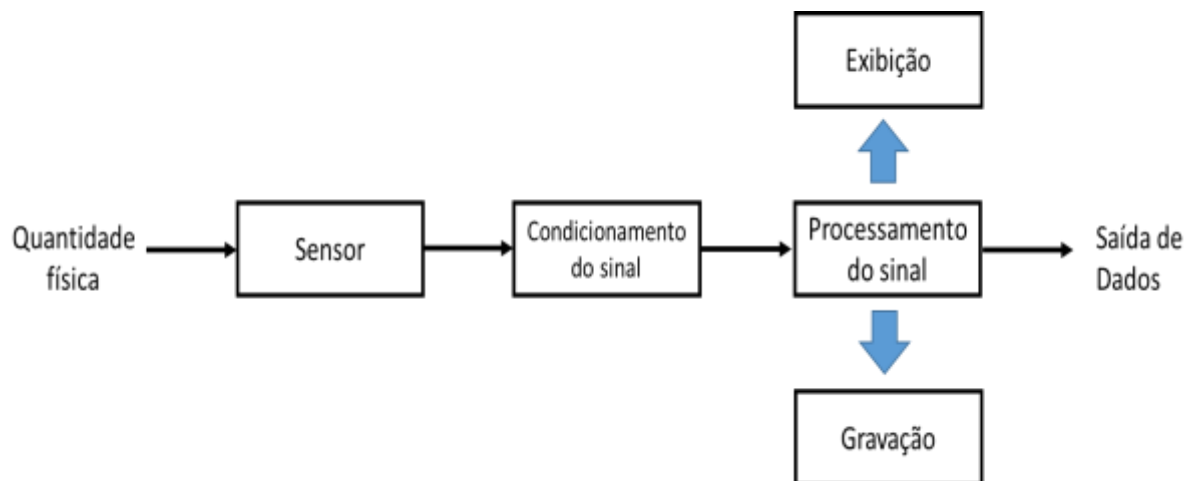 Exibição
Quantidade
física
Sensor
Condicionamento
do sinal
Processamento
do sinal
Saída de
Dados
Gravação